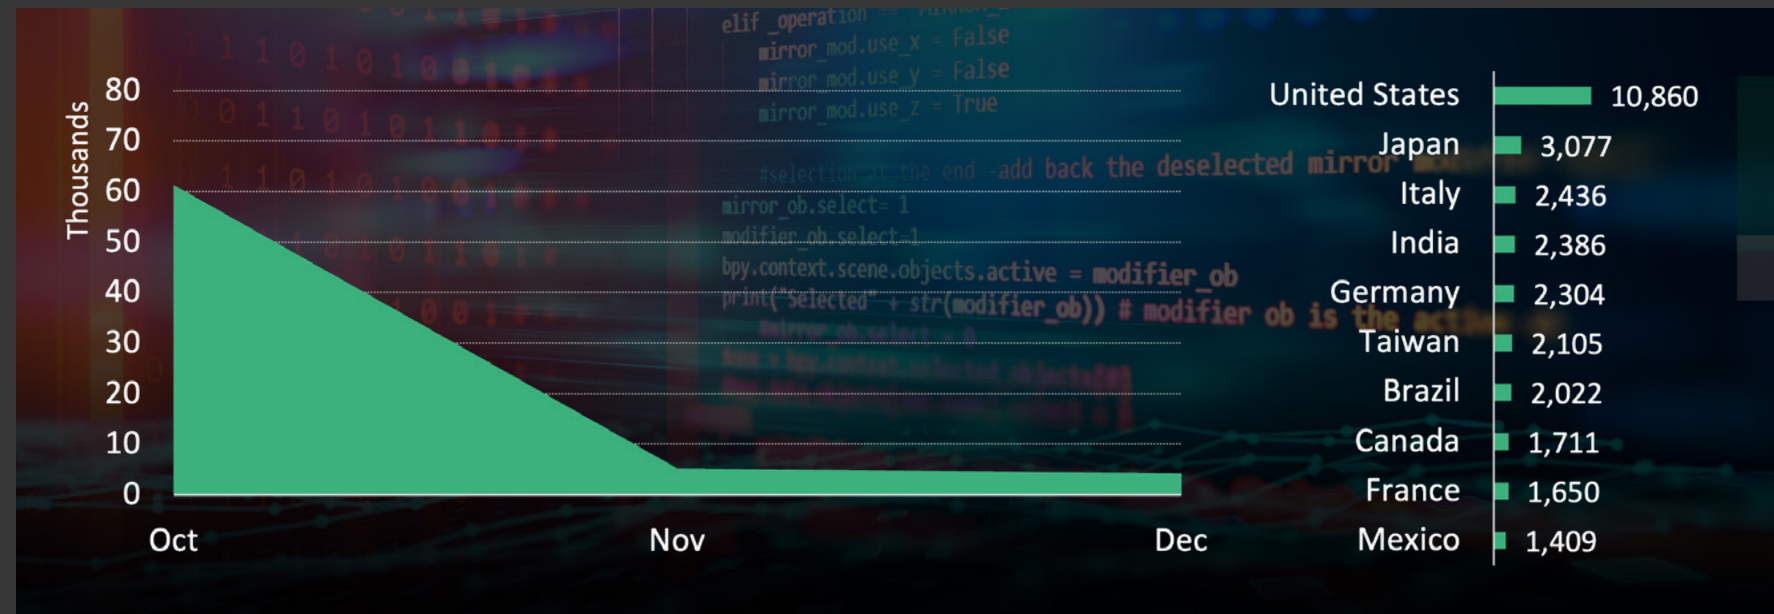 elif _operation
mirror_mod.use_x = False
mirror_mod.use_y = False
mirror_mod.use_z = True
#selection at the end -add back the deselected mirror
mirror_ob.select= 1
modifier_ob.select=1
bpy.context.scene.objects.active = modifier_ob
print("Selected" + str(modifier_ob)) # modifier ob is the
Thousands
80
70
60
50
40
30
20
10
0
Oct Nov Dec
United States 10,860
Japan 3,077
Italy 2,436
India 2,386
Germany 2,304
Taiwan 2,105
Brazil 2,022
Canada 1,711
France 1,650
Mexico 1,409